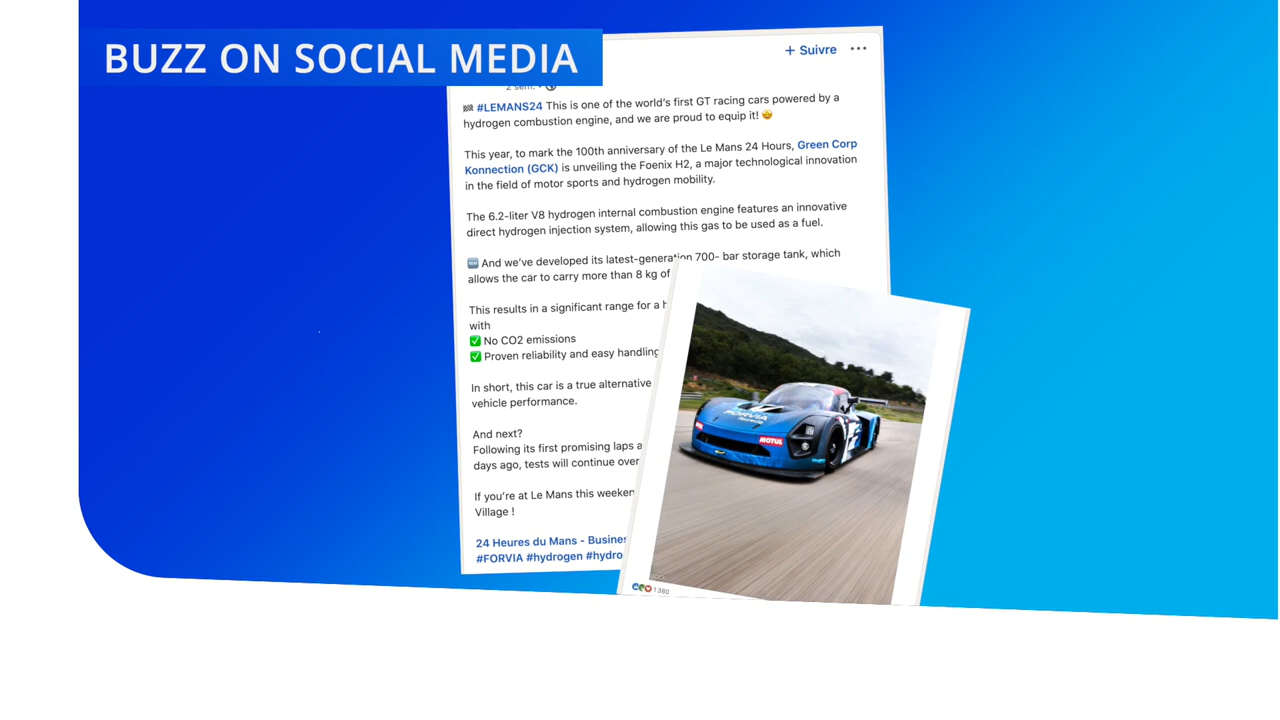 BUZZ ON SOCIAL MEDIA
+ Suivre
2 sem.
#LEMANS24 This is one of the world's first GT racing cars powered by a
hydrogen combustion engine, and we are proud to equip it! 🤩
This year, to mark the 100th anniversary of the Le Mans 24 Hours, Green Corp
Konnection (GCK) is unveiling the Foenix H2, a major technological innovation
in the field of motor sports and hydrogen mobility.
The 6.2-liter V8 hydrogen internal combustion engine features an innovative
direct hydrogen injection system, allowing this gas to be used as a fuel.
🆕 And we've developed its latest-generation 700- bar storage tank, which
allows the car to carry more than 8 kg of
This results in a significant range for a
with
✅ No CO2 emissions
✅ Proven reliability and easy handling
In short, this car is a true alternative
vehicle performance.
And next?
Following its first promising laps a
days ago, tests will continue over
If you're at Le Mans this weeken
Village !
24 Heures du Mans - Busines
#FORVIA #hydrogen #hydro
FORVIA
MOTUL
1 380